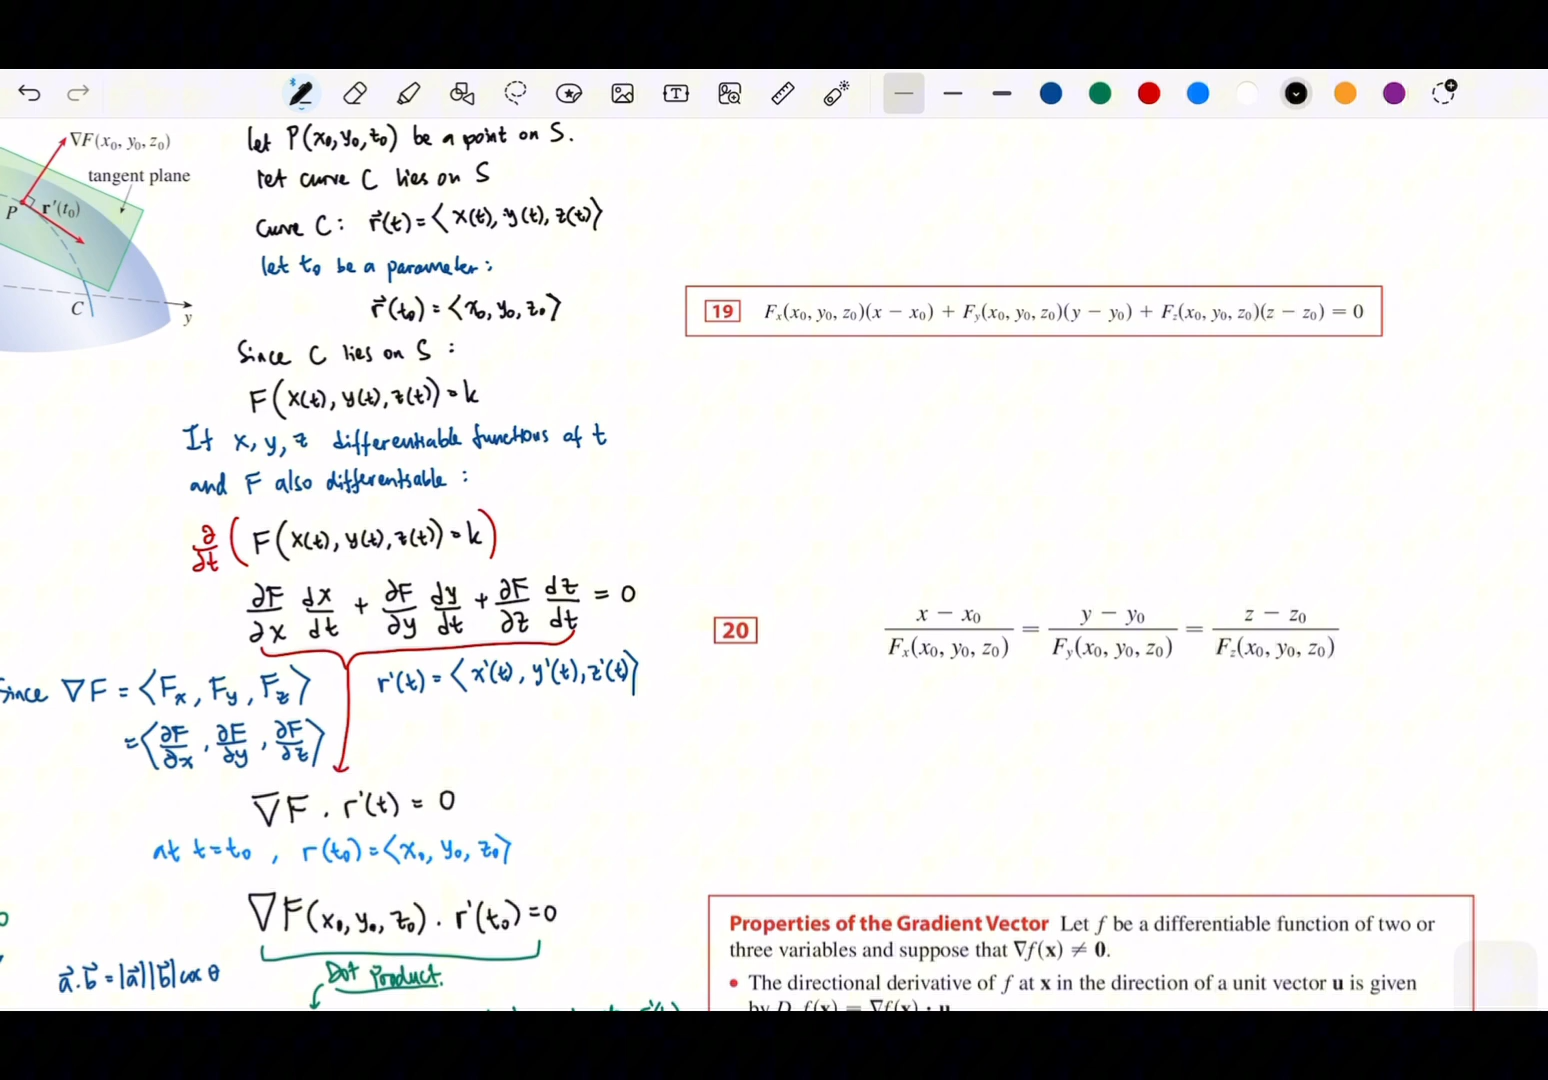 ∇F(x₀, y₀, z₀)
tangent plane
P
r′(t₀)
C
y
let P(x₀, y₀, z₀) be a point on S.
let curve C lies on S
Curve C: r⃗(t) = ⟨x(t), y(t), z(t)⟩
let t₀ be a parameter:
r⃗(t₀) = ⟨x₀, y₀, z₀⟩
Since C lies on S :
F(x(t), y(t), z(t)) = k
If x, y, z differentiable functions of t
and F also differentiable :
∂/∂t (F(x(t), y(t), z(t)) = k)
∂F/∂x dx/dt + ∂F/∂y dy/dt + ∂F/∂z dz/dt = 0
Since ∇F = ⟨Fx, Fy, Fz⟩
r'(t) = ⟨x'(t), y'(t), z'(t)⟩
= ⟨∂F/∂x, ∂F/∂y, ∂F/∂z⟩
∇F . r'(t) = 0
at t = t₀ , r(t₀) = ⟨x₀, y₀, z₀⟩
∇F(x₀, y₀, z₀) . r'(t₀) = 0
a⃗ . b⃗ = |a⃗||b⃗| cos θ
Dot Product.
19 Fx(x₀, y₀, z₀)(x − x₀) + Fy(x₀, y₀, z₀)(y − y₀) + Fz(x₀, y₀, z₀)(z − z₀) = 0
20 (x − x₀)/Fx(x₀, y₀, z₀) = (y − y₀)/Fy(x₀, y₀, z₀) = (z − z₀)/Fz(x₀, y₀, z₀)
Properties of the Gradient Vector Let f be a differentiable function of two or
three variables and suppose that ∇f(x) ≠ 0.
• The directional derivative of f at x in the direction of a unit vector u is given
by Dᵤ f(x) = ∇f(x) · u